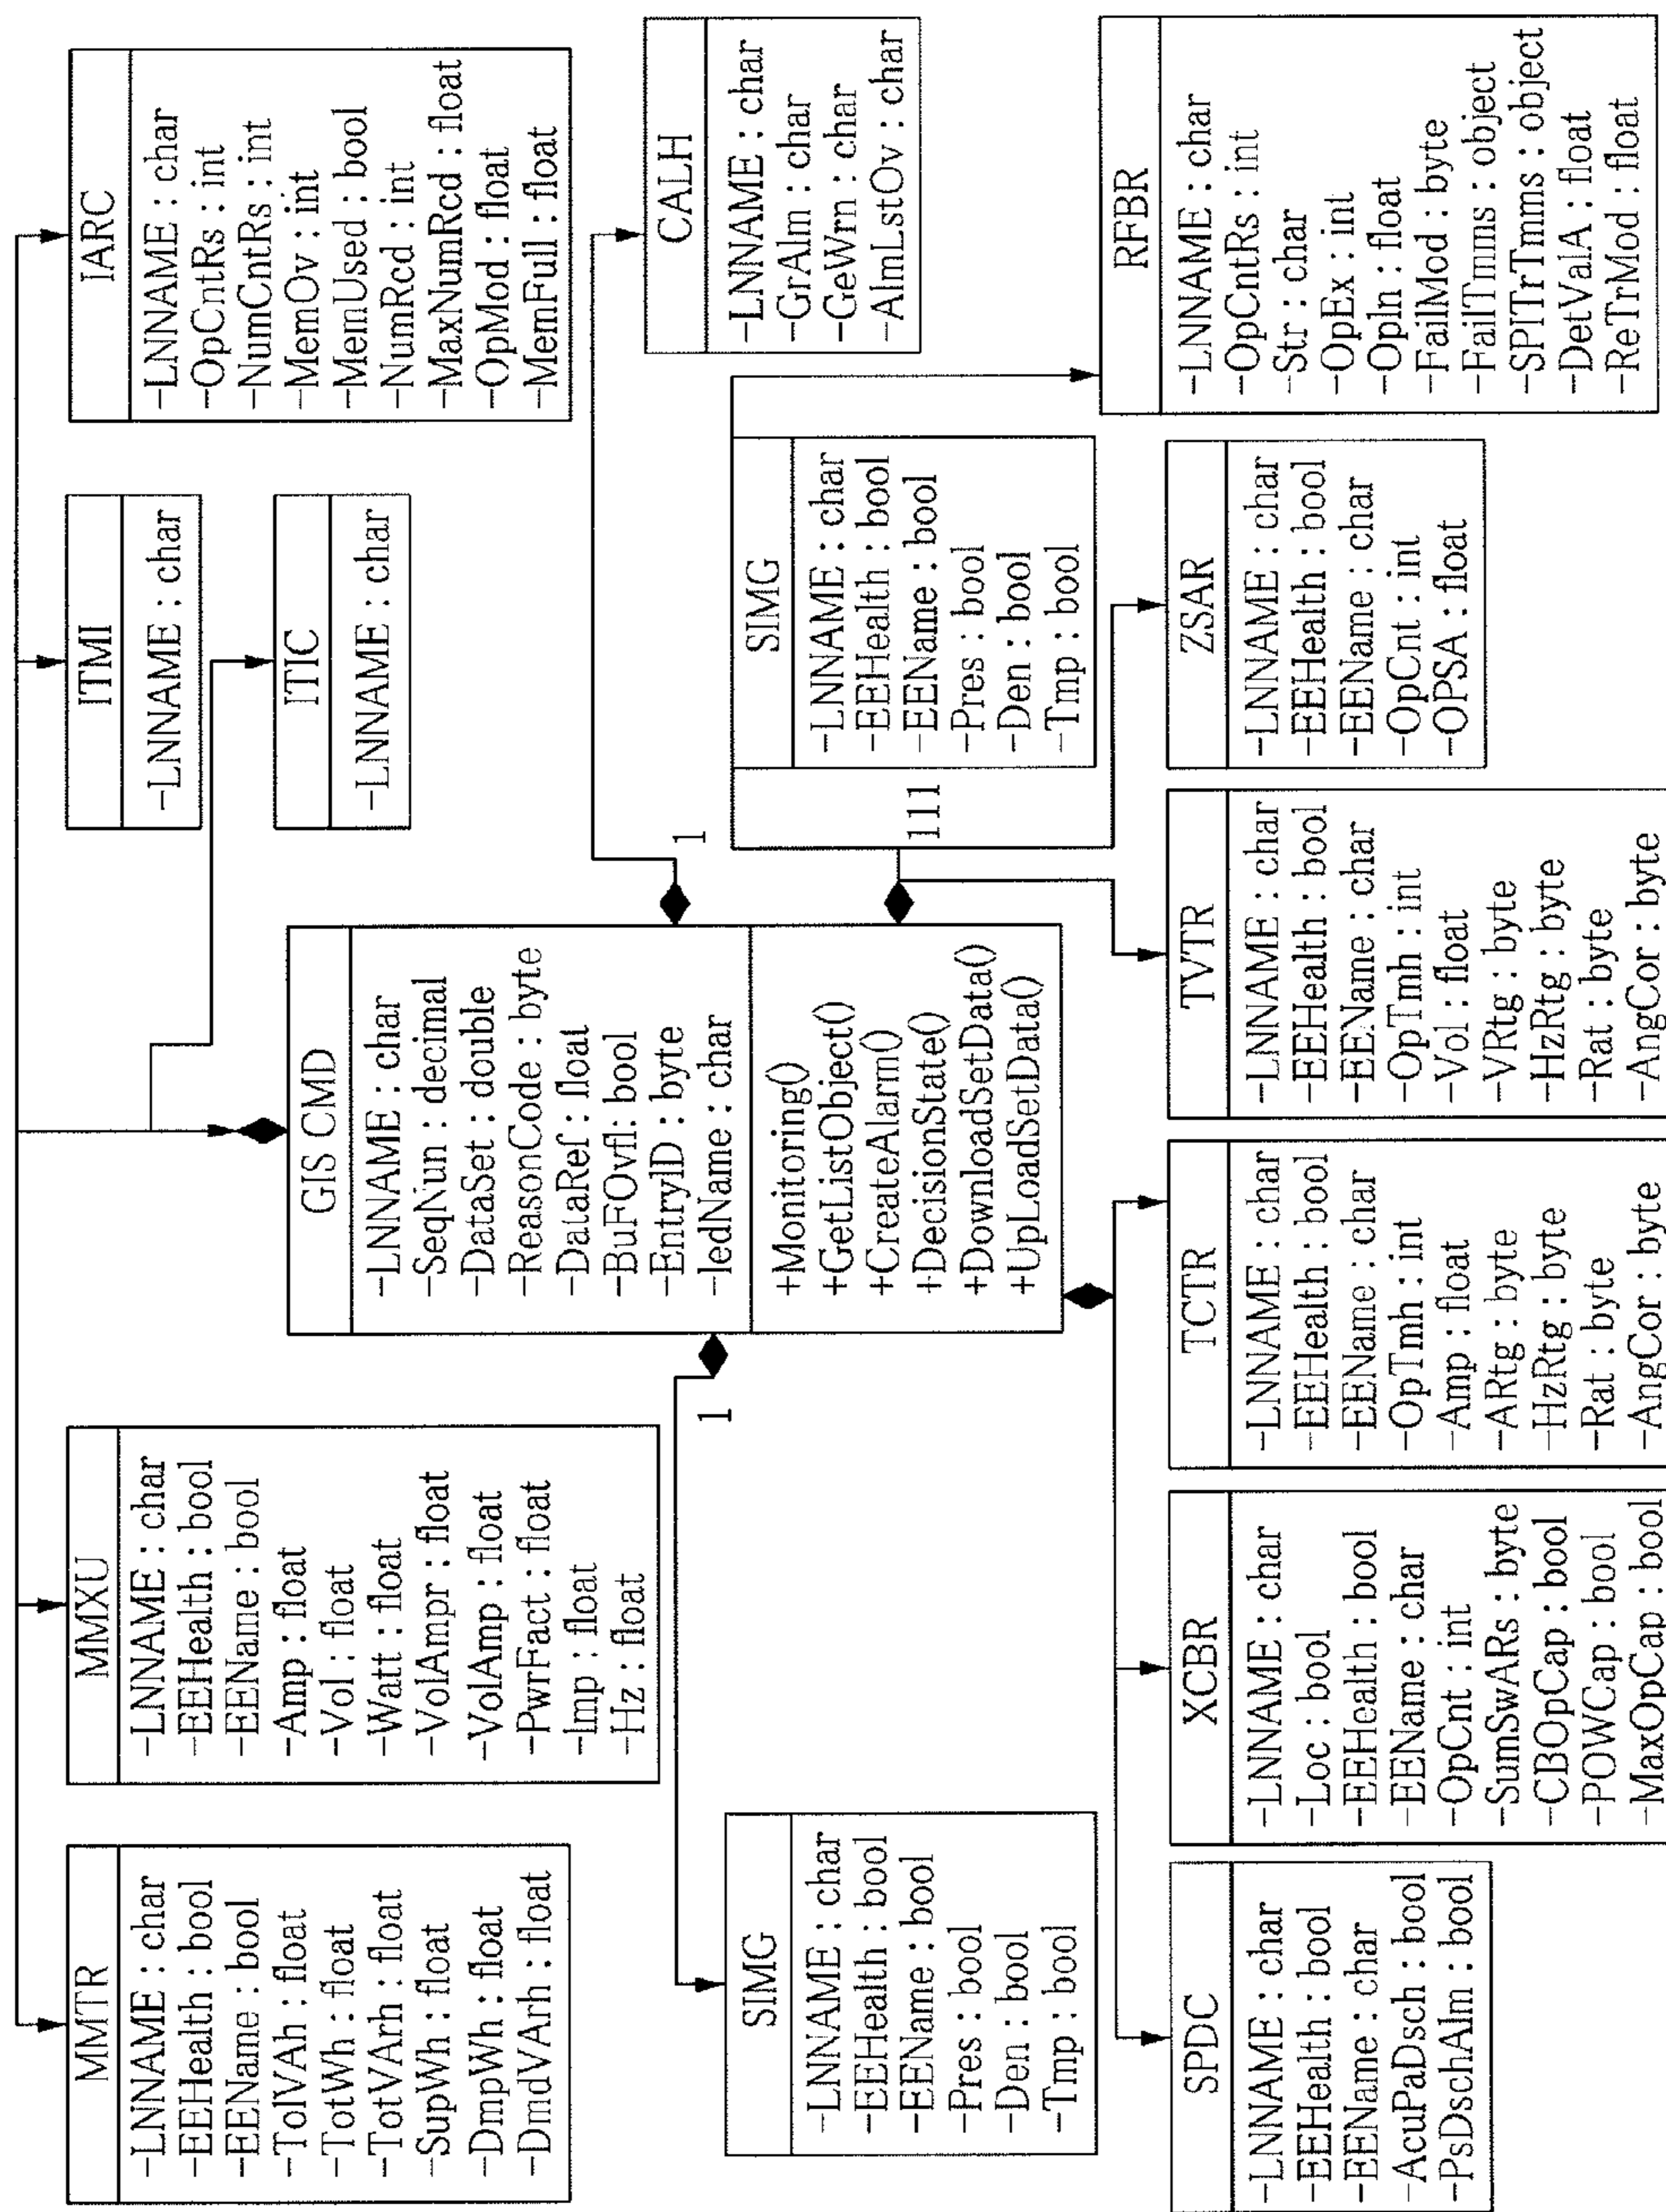 MMTR
-LNNAME : char
-EEHealth : bool
-EEName : bool
-TolVAh : float
-TotWh : float
-TotVArh : float
-SupWh : float
-DmpWh : float
-DmdVArh : float
MMXU
-LNNAME : char
-EEHealth : bool
-EEName : bool
-Amp : float
-Vol : float
-Watt : float
-VolAmpr : float
-VolAmp : float
-PwrFact : float
-Imp : float
-Hz : float
ITMI
-LNNAME : char
IARC
-LNNAME : char
-OpCntRs : int
-NumCntRs : int
-MemOv : int
-MemUsed : bool
-NumRcd : int
-MaxNumRcd : float
-OpMod : float
-MemFull : float
ITIC
-LNNAME : char
GIS CMD
-LNNAME : char
-SeqNun : decimal
-DataSet : double
-ReasonCode : byte
-DataRef : float
-BuFOvfl : bool
-EntryID : byte
-IedName : char
+Monitoring()
+GetListObject()
+CreateAlarm()
+DecisionState()
+DownloadSetData()
+UpLoadSetData()
1
1
111
CALH
-LNNAME : char
-GrAlm : char
-GeWrn : char
-AlmLstOv : char
SIMG
-LNNAME : char
-EEHealth : bool
-EEName : bool
-Pres : bool
-Den : bool
-Tmp : bool
SIMG
-LNNAME : char
-EEHealth : bool
-EEName : bool
-Pres : bool
-Den : bool
-Tmp : bool
SPDC
-LNNAME : char
-EEHealth : bool
-EEName : char
-AcuPaDsch : bool
-PsDschAlm : bool
XCBR
-LNNAME : char
-Loc : bool
-EEHealth : bool
-EEName : char
-OpCnt : int
-SumSwARs : byte
-CBOpCap : bool
-POWCap : bool
-MaxOpCap : bool
TCTR
-LNNAME : char
-EEHealth : bool
-EEName : char
-OpTmh : int
-Amp : float
-ARtg : byte
-HzRtg : byte
-Rat : byte
-AngCor : byte
TVTR
-LNNAME : char
-EEHealth : bool
-EEName : char
-OpTmh : int
-Vol : float
-VRtg : byte
-HzRtg : byte
-Rat : byte
-AngCor : byte
ZSAR
-LNNAME : char
-EEHealth : bool
-EEName : char
-OpCnt : int
-OPSA : float
RFBR
-LNNAME : char
-OpCntRs : int
-Str : char
-OpEx : int
-OpIn : float
-FailMod : byte
-FailTmms : object
-SPITrTmms : object
-DetValA : float
-ReTrMod : float